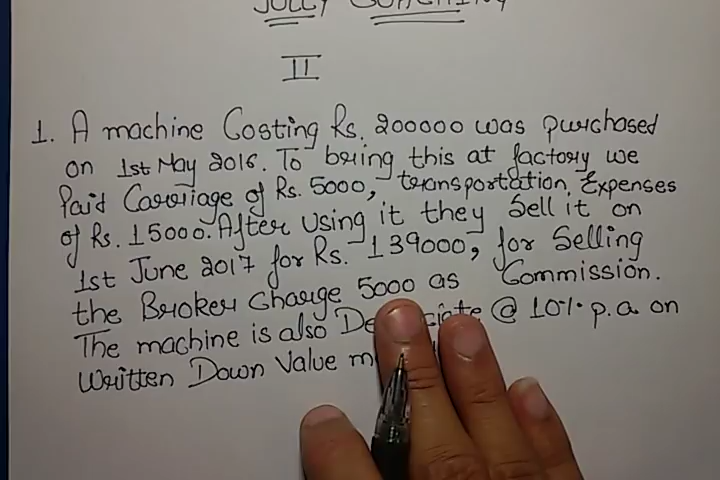 JOLLY COACHING
II
1. A machine Costing Rs. 200000 was purchased
on 1st May 2016. To bring this at factory we
Paid Carriage of Rs. 5000, transportation Expenses
of Rs. 15000. After using it they Sell it on
1st June 2017 for Rs. 139000, for Selling
the Broker Charge 5000 as Commission.
The machine is also @ 10% p.a on
Written Down Value